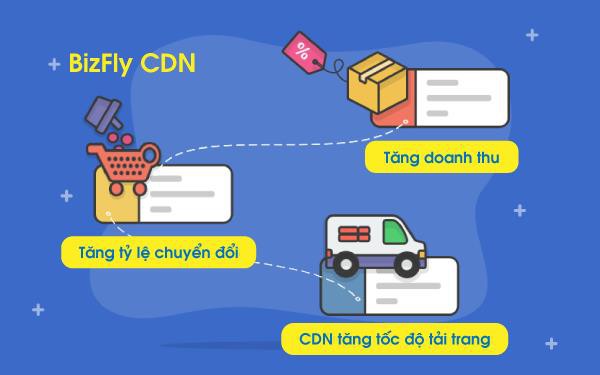 BizFly CDN
%
Tăng doanh thu
Tăng tỷ lệ chuyển đổi
CDN tăng tốc độ tải trang